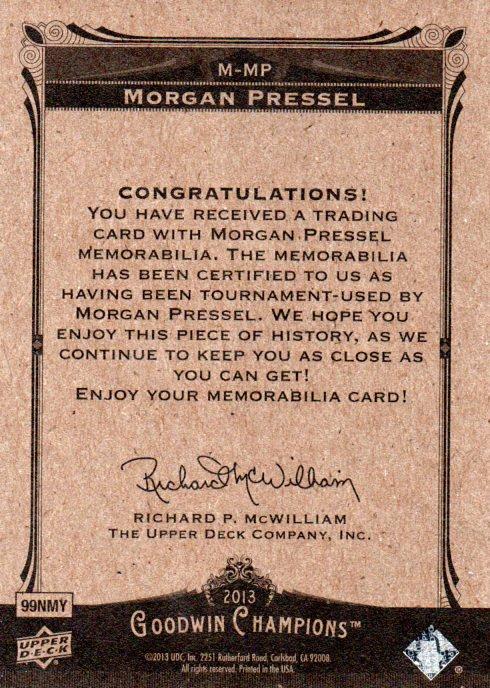 M-MP
MORGAN PRESSEL
CONGRATULATIONS!
YOU HAVE RECEIVED A TRADING
CARD WITH MORGAN PRESSEL
MEMORABILIA. THE MEMORABILIA
HAS BEEN CERTIFIED TO US AS
HAVING BEEN TOURNAMENT-USED BY
MORGAN PRESSEL. WE HOPE YOU
ENJOY THIS PIECE OF HISTORY, AS WE
CONTINUE TO KEEP YOU AS CLOSE AS
YOU CAN GET!
ENJOY YOUR MEMORABILIA CARD!
Richard McWilliam
RICHARD P. MCWILLIAM
THE UPPER DECK COMPANY, INC.
2013
GOODWIN CHAMPIONS™
99NMY
UPPER
DECK
©2013 UDC, Inc. 2251 Rutherford Road, Carlsbad, CA 92008.
All rights reserved. Printed in the USA.